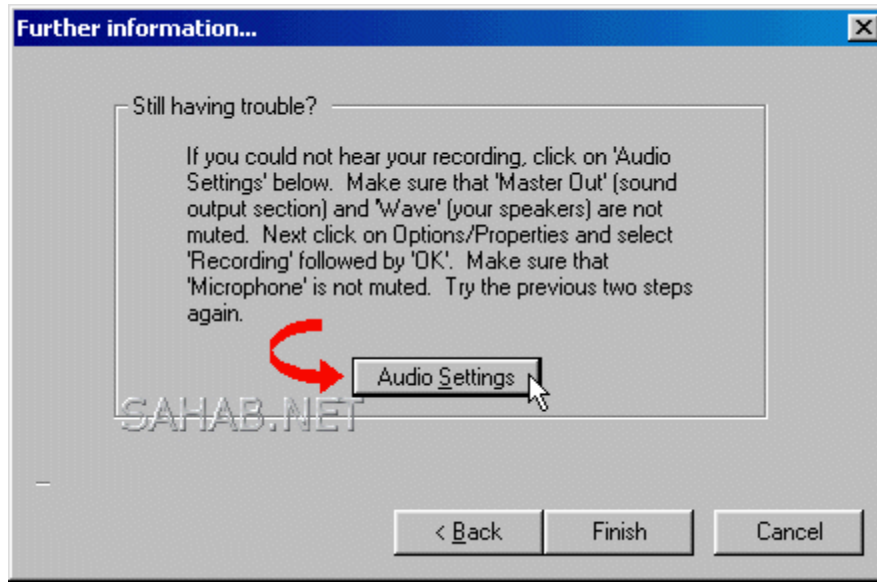 Further information...
Still having trouble?
If you could not hear your recording, click on 'Audio
Settings' below.  Make sure that 'Master Out' (sound
output section) and 'Wave' (your speakers) are not
muted.  Next click on Options/Properties and select
'Recording' followed by 'OK'.  Make sure that
'Microphone' is not muted.  Try the previous two steps
again.
Audio Settings
SAHAB.NET
< Back
Finish
Cancel